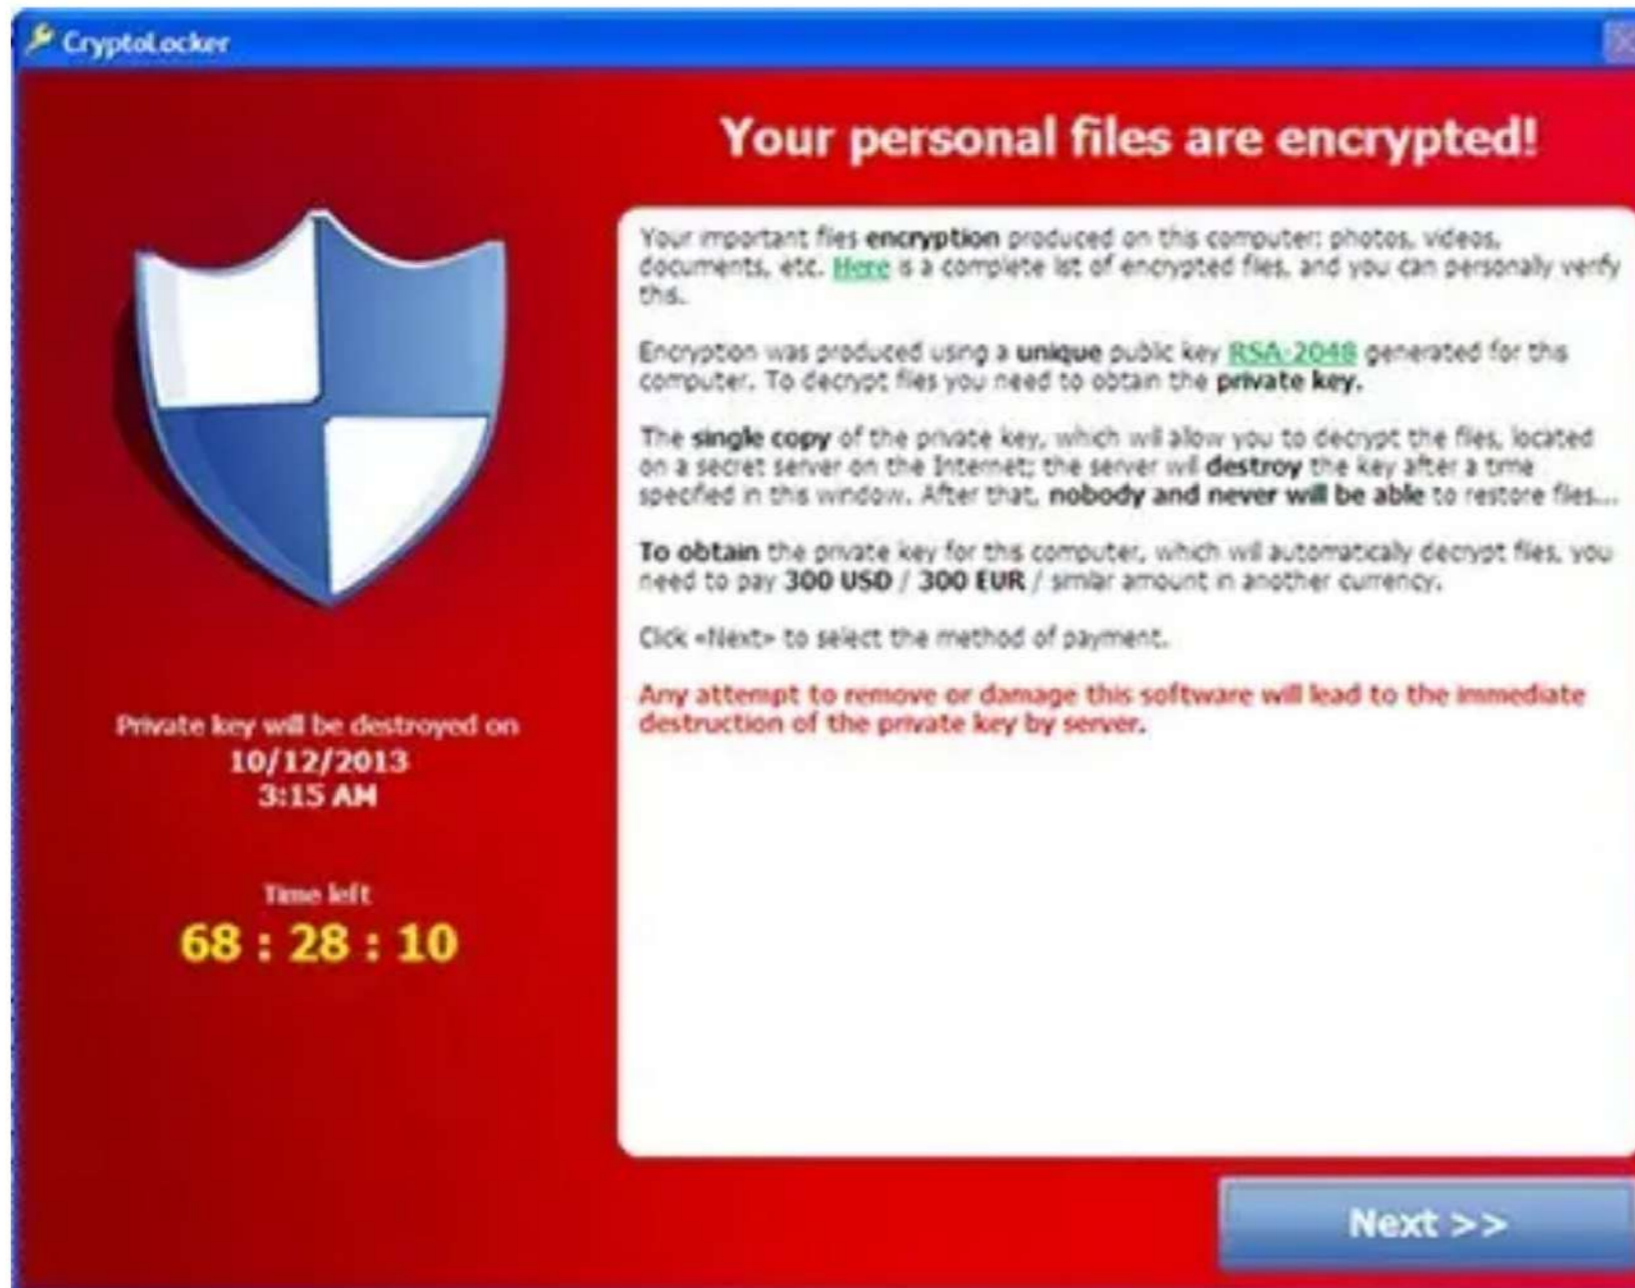 CryptoLocker
Your personal files are encrypted!
Your important files encryption produced on this computer: photos, videos,
documents, etc. Here is a complete list of encrypted files, and you can personally verify
this.
Encryption was produced using a unique public key RSA-2048 generated for this
computer. To decrypt files you need to obtain the private key.
The single copy of the private key, which will allow you to decrypt the files, located
on a secret server on the Internet; the server will destroy the key after a time
specified in this window. After that, nobody and never will be able to restore files...
To obtain the private key for this computer, which will automatically decrypt files, you
need to pay 300 USD / 300 EUR / similar amount in another currency.
Click «Next» to select the method of payment.
Any attempt to remove or damage this software will lead to the immediate
destruction of the private key by server.
Private key will be destroyed on
10/12/2013
3:15 AM
Time left
68 : 28 : 10
Next >>